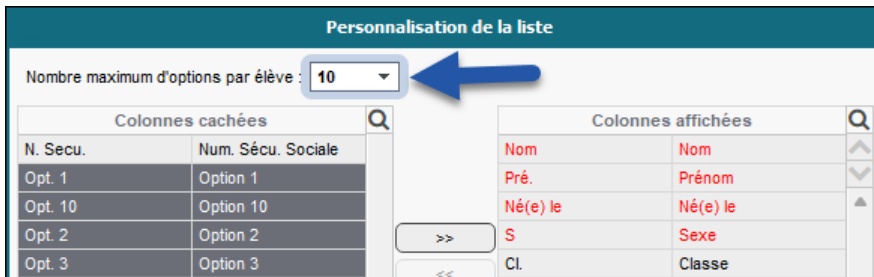 Personnalisation de la liste
Nombre maximum d'options par élève : 10
Colonnes cachées
N. Secu. Num. Sécu. Sociale
Opt. 1 Option 1
Opt. 10 Option 10
Opt. 2 Option 2
Opt. 3 Option 3
>>
<<
Colonnes affichées
Nom Nom
Pré. Prénom
Né(e) le Né(e) le
S Sexe
Cl. Classe